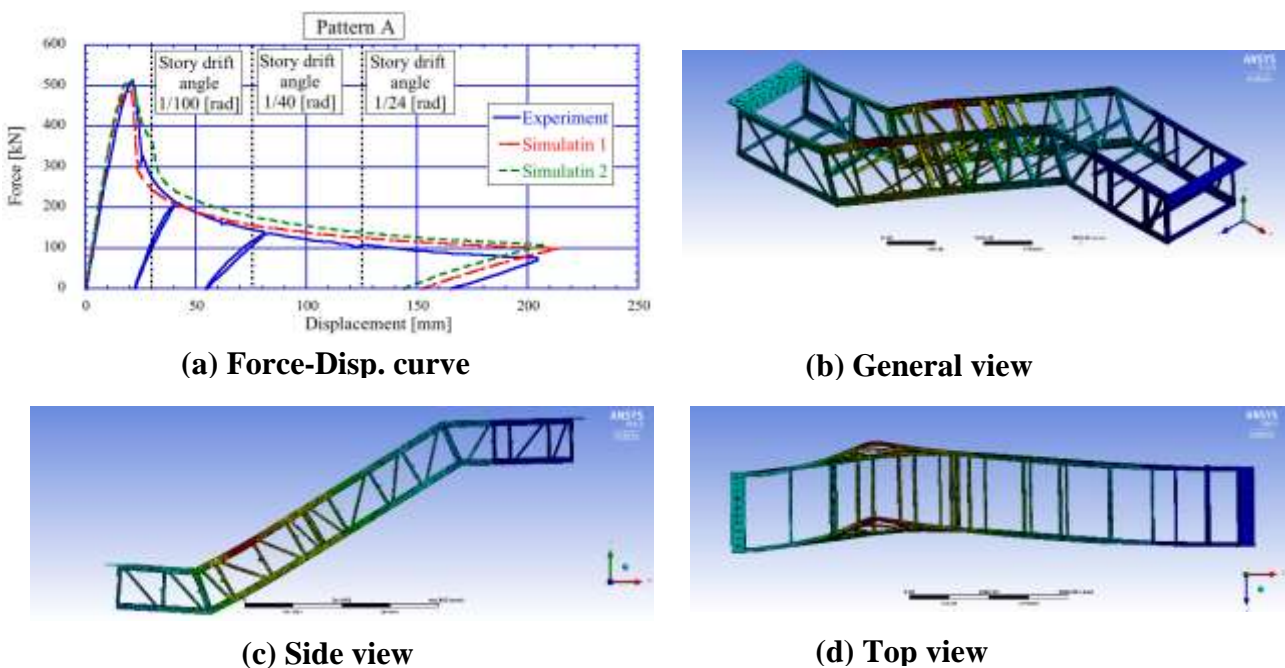 Pattern A
600
500
400
300
200
100
0
Force [kN]
Story drift
angle
1/100 [rad]
Story drift
angle
1/40 [rad]
Story drift
angle
1/24 [rad]
Experiment
Simulatin 1
Simulatin 2
0 50 100 150 200 250
Displacement [mm]
(a) Force-Disp. curve
ANSYS
(b) General view
ANSYS
(c) Side view
ANSYS
(d) Top view